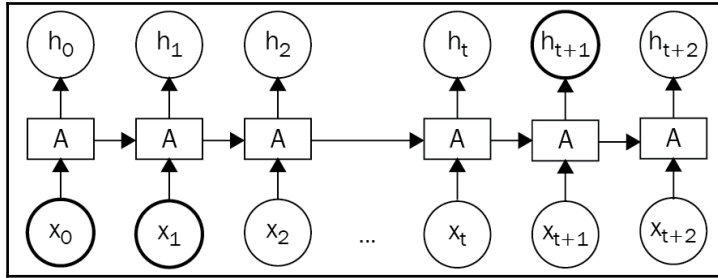 h₀ h₁ h₂ hₜ hₜ₊₁ hₜ₊₂
A A A A A A
x₀ x₁ x₂ ... xₜ xₜ₊₁ xₜ₊₂